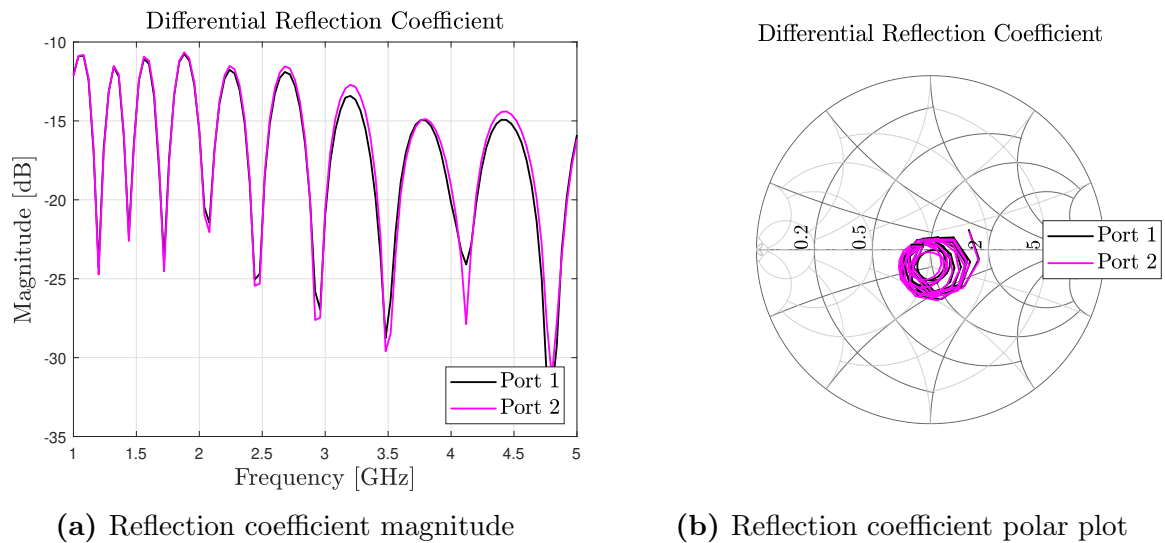 Differential Reflection Coefficient
-10
-15
-20
-25
-30
-35
Magnitude [dB]
1
1.5
2
2.5
3
3.5
4
4.5
5
Frequency [GHz]
Port 1
Port 2
(a) Reflection coefficient magnitude
Differential Reflection Coefficient
0.2
0.5
1
2
5
Port 1
Port 2
(b) Reflection coefficient polar plot